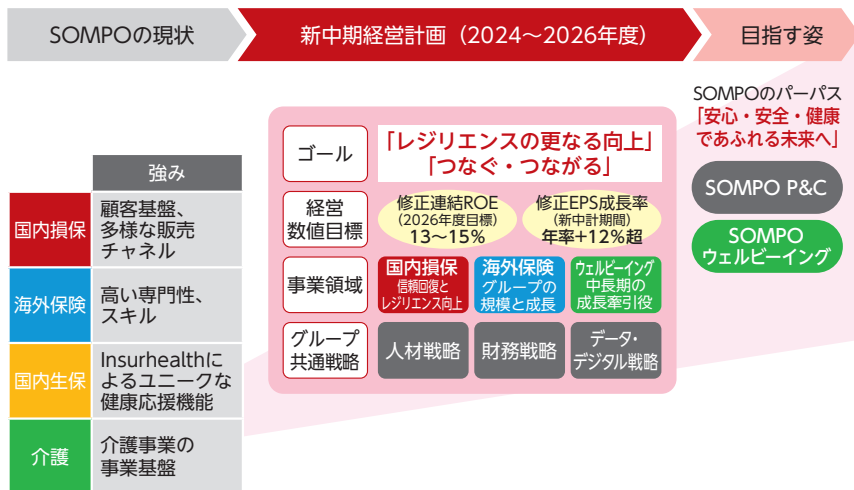 SOMPOの現状
新中期経営計画（2024～2026年度）
目指す姿
強み
国内損保
顧客基盤、
多様な販売
チャネル
海外保険
高い専門性、
スキル
国内生保
Insurhealthに
よるユニークな
健康応援機能
介護
介護事業の
事業基盤
ゴール
「レジリエンスの更なる向上」
「つなぐ・つながる」
経営
数値目標
修正連結ROE
（2026年度目標）
13～15%
修正EPS成長率
（新中計期間）
年率+12%超
事業領域
国内損保
信頼回復と
レジリエンス向上
海外保険
グループの
規模と成長
ウェルビーイング
中長期の
成長牽引役
グループ
共通戦略
人材戦略
財務戦略
データ・
デジタル戦略
SOMPOのパーパス
「安心・安全・健康
であふれる未来へ」
SOMPO P&C
SOMPO
ウェルビーイング